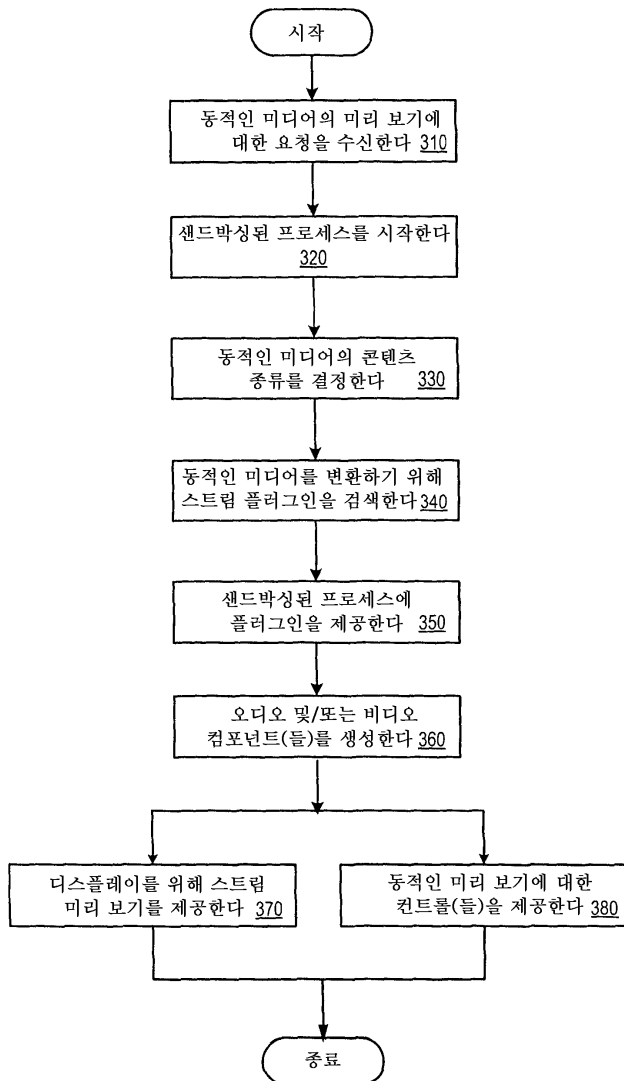 시작
동적인 미디어의 미리 보기에
대한 요청을 수신한다 310
샌드박싱된 프로세스를 시작한다
320
동적인 미디어의 콘텐츠
종류를 결정한다 330
동적인 미디어를 변환하기 위해
스트림 플러그인을 검색한다 340
샌드박싱된 프로세스에
플러그인을 제공한다 350
오디오 및/또는 비디오
컴포넌트(들)를 생성한다 360
디스플레이를 위해 스트림
미리 보기를 제공한다 370
동적인 미리 보기에 대한
컨트롤(들)을 제공한다 380
종료